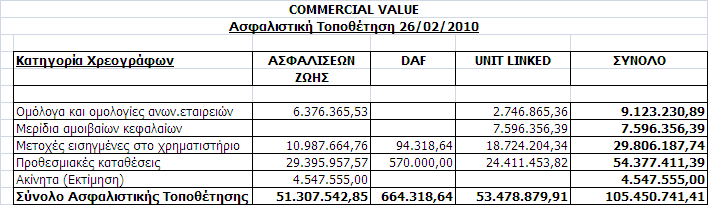 COMMERCIAL VALUE
Ασφαλιστική Τοποθέτηση 26/02/2010
Κατηγορία Χρεογράφων ΑΣΦΑΛΙΣΕΩΝ ΖΩΗΣ DAF UNIT LINKED ΣΥΝΟΛΟ
Ομόλογα και ομολογίες ανων.εταιρειών 6.376.365,53 2.746.865,36 9.123.230,89
Μερίδια αμοιβαίων κεφαλαίων 7.596.356,39 7.596.356,39
Μετοχές εισηγμένες στο χρηματιστήριο 10.987.664,76 94.318,64 18.724.204,34 29.806.187,74
Προθεσμιακές καταθέσεις 29.395.957,57 570.000,00 24.411.453,82 54.377.411,39
Ακίνητα (Εκτίμηση) 4.547.555,00 4.547.555,00
Σύνολο Ασφαλιστικής Τοποθέτησης 51.307.542,85 664.318,64 53.478.879,91 105.450.741,41